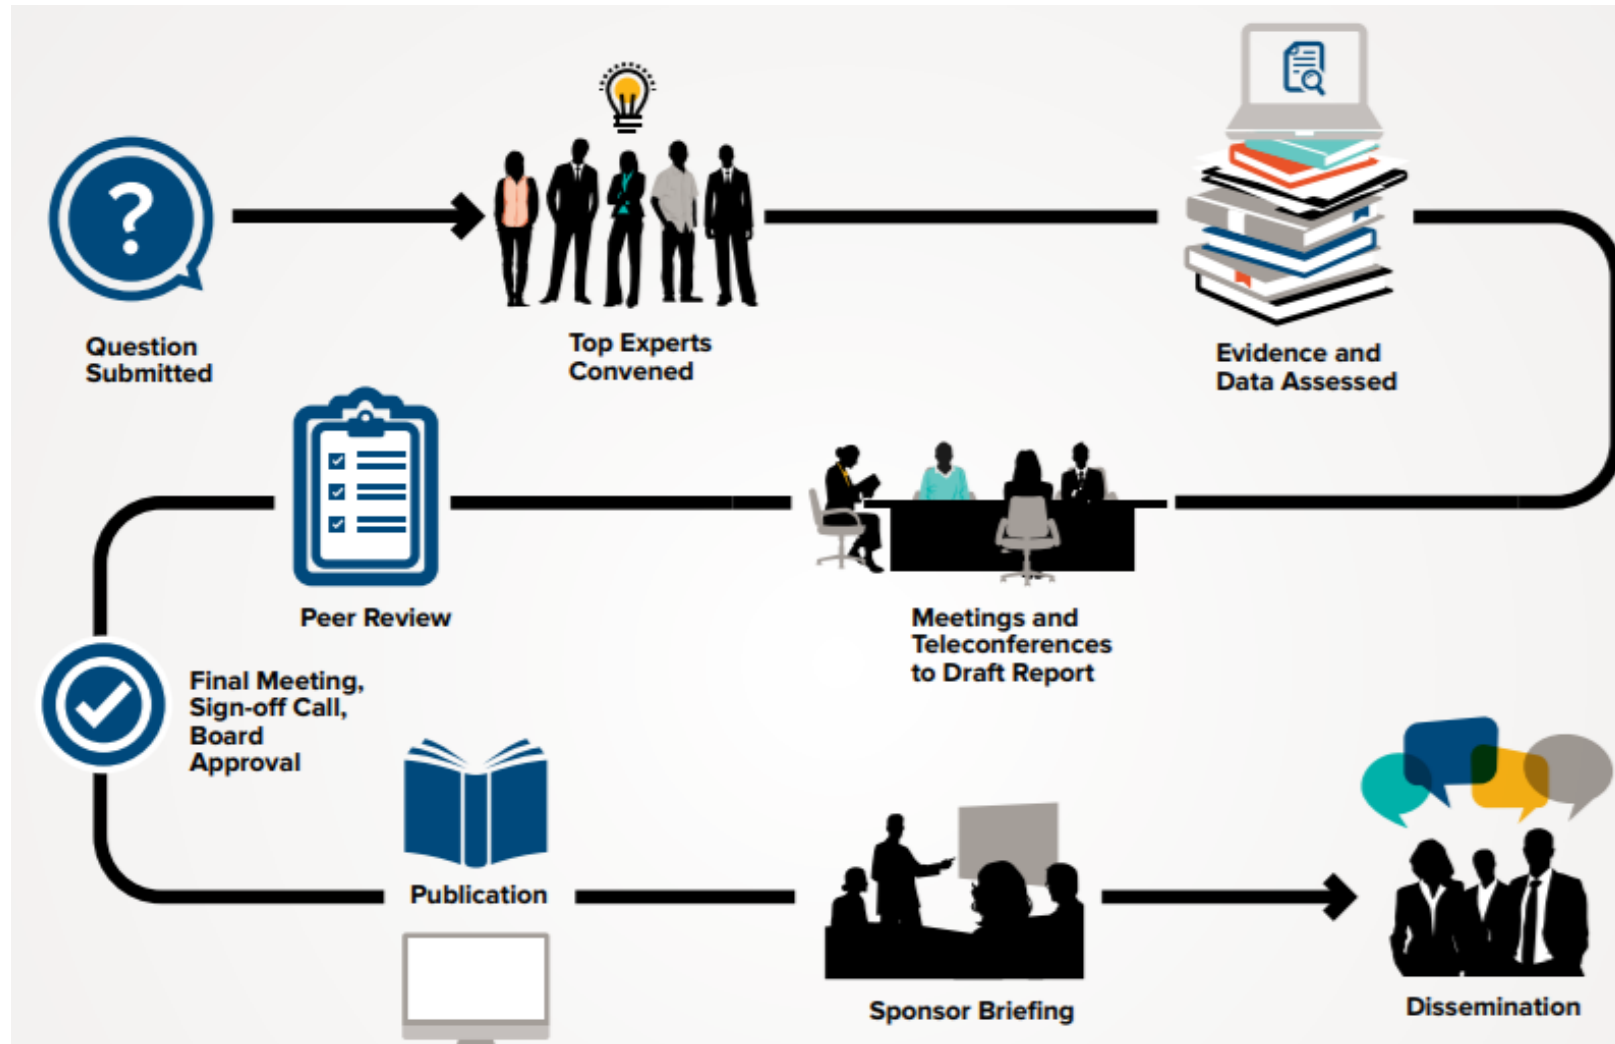 ?
Question
Submitted
Top Experts
Convened
Evidence and
Data Assessed
Meetings and
Teleconferences
to Draft Report
Peer Review
Final Meeting,
Sign-off Call,
Board
Approval
Publication
Sponsor Briefing
Dissemination